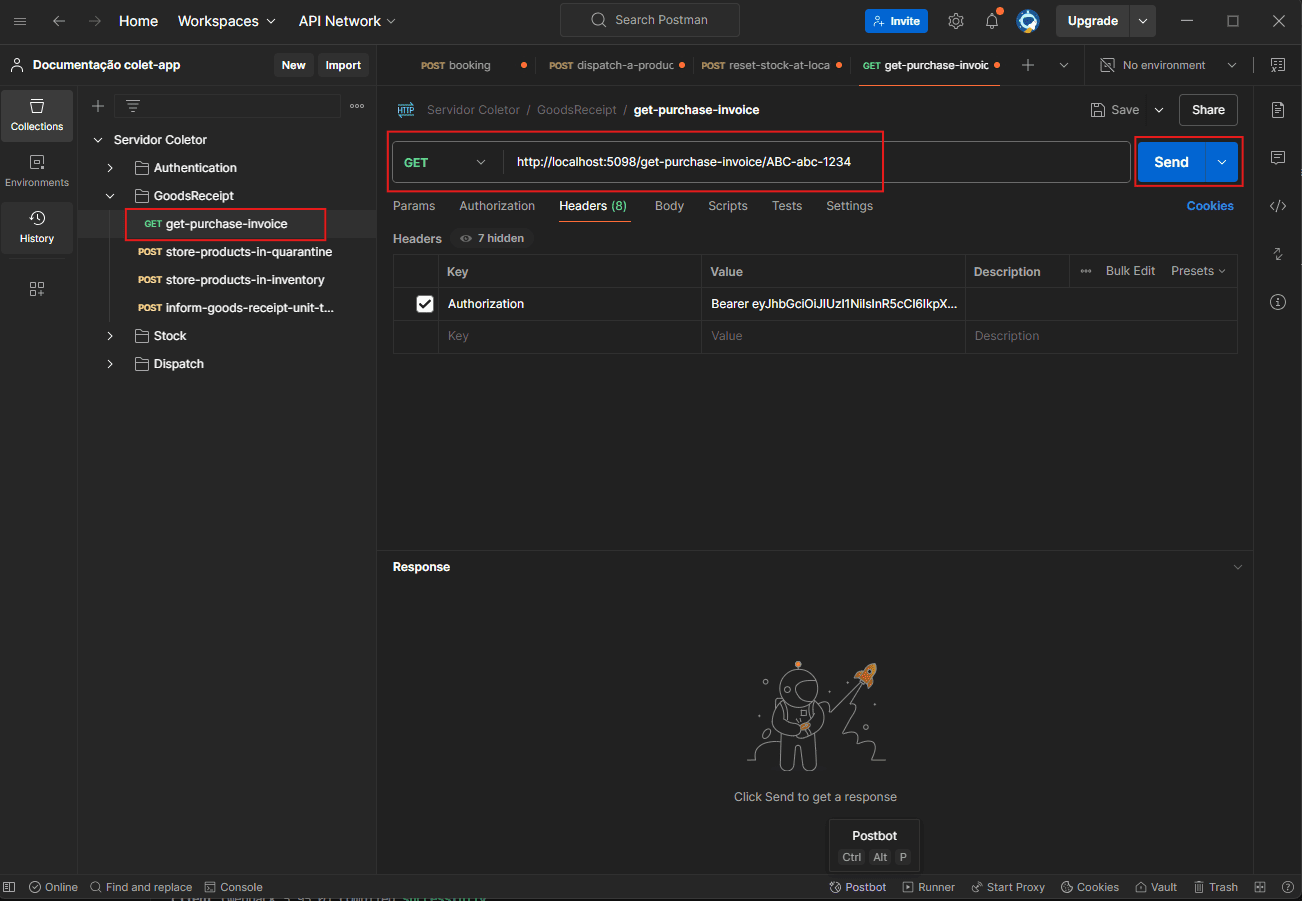 Home Workspaces API Network Search Postman Invite Upgrade
Documentação colet-app New Import POST booking POST dispatch-a-produc POST reset-stock-at-loca GET get-purchase-invoic No environment
Collections
Environments
History
Servidor Coletor
Authentication
GoodsReceipt
GET get-purchase-invoice
POST store-products-in-quarantine
POST store-products-in-inventory
POST inform-goods-receipt-unit-t...
Stock
Dispatch
HTTP Servidor Coletor / GoodsReceipt / get-purchase-invoice Save Share
GET http://localhost:5098/get-purchase-invoice/ABC-abc-1234 Send
Params Authorization Headers (8) Body Scripts Tests Settings Cookies
Headers 7 hidden
Key Value Description Bulk Edit Presets
Authorization Bearer eyJhbGciOiJIUzI1NiIsInR5cCI6IkpX...
Key Value Description
Response
Click Send to get a response
Postbot
Ctrl Alt P
Online Find and replace Console Postbot Runner Start Proxy Cookies Vault Trash